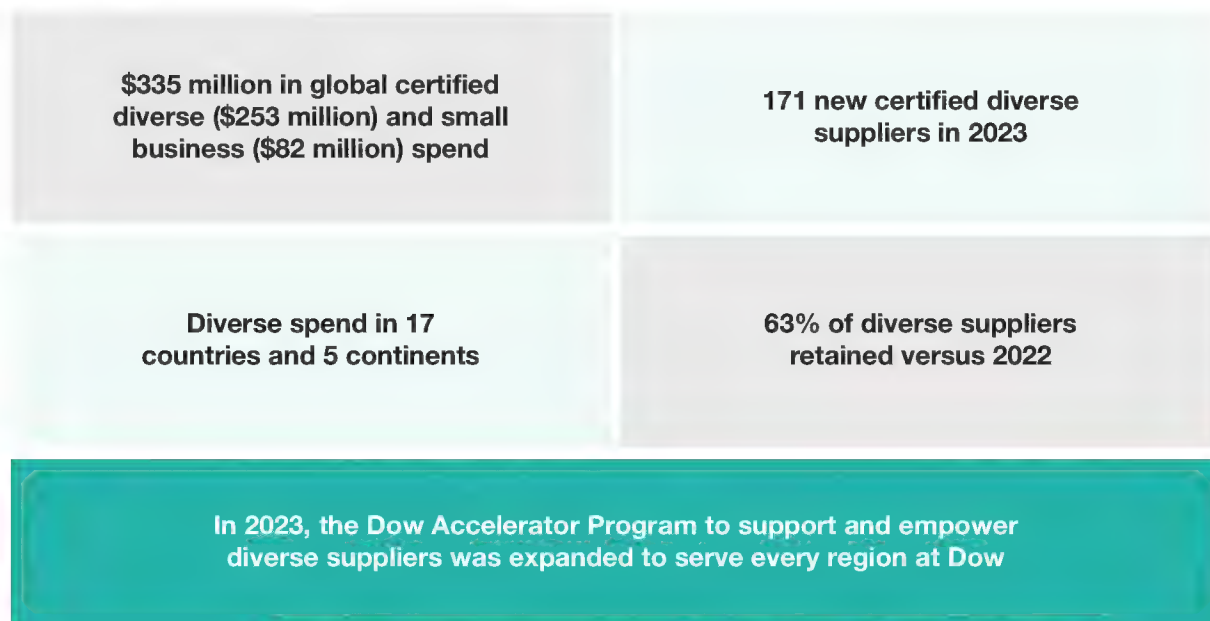 $335 million in global certified
diverse ($253 million) and small
business ($82 million) spend
171 new certified diverse
suppliers in 2023
Diverse spend in 17
countries and 5 continents
63% of diverse suppliers
retained versus 2022
In 2023, the Dow Accelerator Program to support and empower
diverse suppliers was expanded to serve every region at Dow